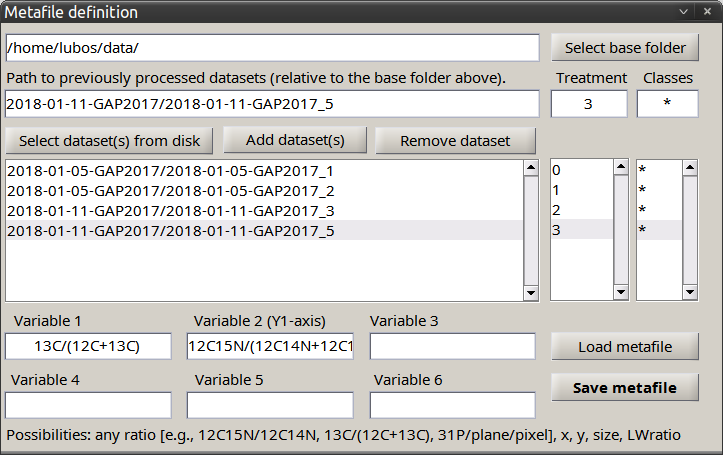 Metafile definition
/home/lubos/data/
Select base folder
Path to previously processed datasets (relative to the base folder above).
Treatment
Classes
2018-01-11-GAP2017/2018-01-11-GAP2017_5
3
*
Select dataset(s) from disk
Add dataset(s)
Remove dataset
2018-01-05-GAP2017/2018-01-05-GAP2017_1
0
*
2018-01-05-GAP2017/2018-01-05-GAP2017_2
1
*
2018-01-11-GAP2017/2018-01-11-GAP2017_3
2
*
2018-01-11-GAP2017/2018-01-11-GAP2017_5
3
*
Variable 1
Variable 2 (Y1-axis)
Variable 3
13C/(12C+13C)
12C15N/(12C14N+12C1
Load metafile
Variable 4
Variable 5
Variable 6
Save metafile
Possibilities: any ratio [e.g., 12C15N/12C14N, 13C/(12C+13C), 31P/plane/pixel], x, y, size, LWratio